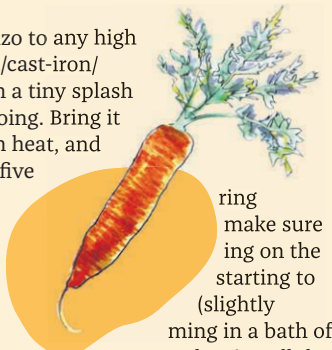 zo to any high
/cast-iron/
a tiny splash
oing. Bring it
heat, and
five
ring
make sure
ing on the
starting to
(slightly
ming in a bath of